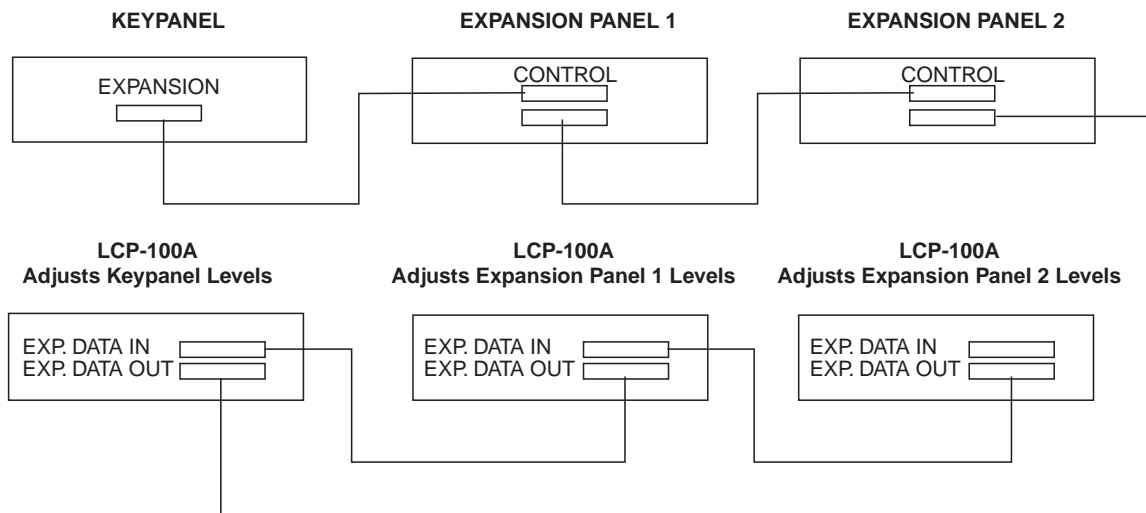 KEYPANEL
EXPANSION PANEL 1
EXPANSION PANEL 2
EXPANSION
CONTROL
CONTROL
LCP-100A
Adjusts Keypanel Levels
LCP-100A
Adjusts Expansion Panel 1 Levels
LCP-100A
Adjusts Expansion Panel 2 Levels
EXP. DATA IN
EXP. DATA OUT
EXP. DATA IN
EXP. DATA OUT
EXP. DATA IN
EXP. DATA OUT